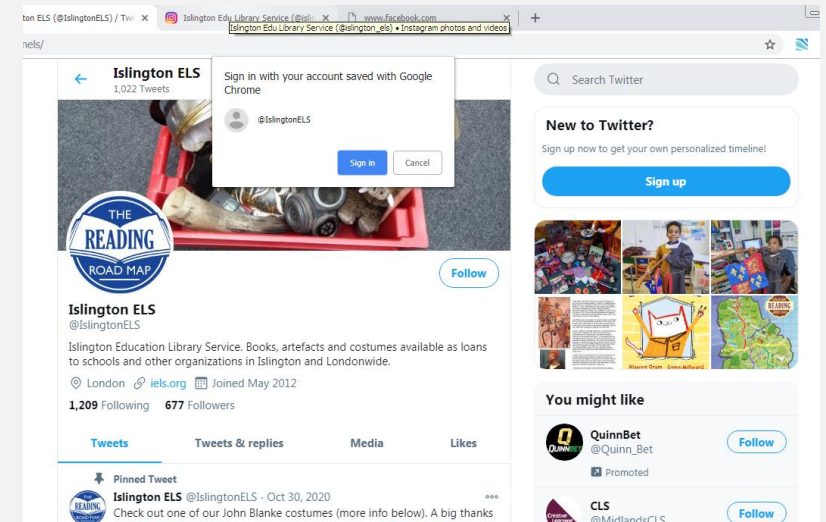 ton ELS (@IslingtonELS) / Twi
Islington Edu Library Service (@islin
www.facebook.com
Islington Edu Library Service (@islington_els) • Instagram photos and videos
nels/
Islington ELS
1,022 Tweets
Sign in with your account saved with Google
Chrome
@IslingtonELS
Sign in
Cancel
THE
READING
ROAD MAP
Follow
Islington ELS
@IslingtonELS
Islington Education Library Service. Books, artefacts and costumes available as loans
to schools and other organizations in Islington and Londonwide.
London iels.org Joined May 2012
1,209 Following 677 Followers
Tweets Tweets & replies Media Likes
Pinned Tweet
READING
Islington ELS @IslingtonELS · Oct 30, 2020
Check out one of our John Blanke costumes (more info below). A big thanks
Search Twitter
New to Twitter?
Sign up now to get your own personalized timeline!
Sign up
READING
You might like
QUINNBET
QuinnBet
@Quinn_Bet
Promoted
Follow
Creative
CLS
@MidlandsCLS
Follow